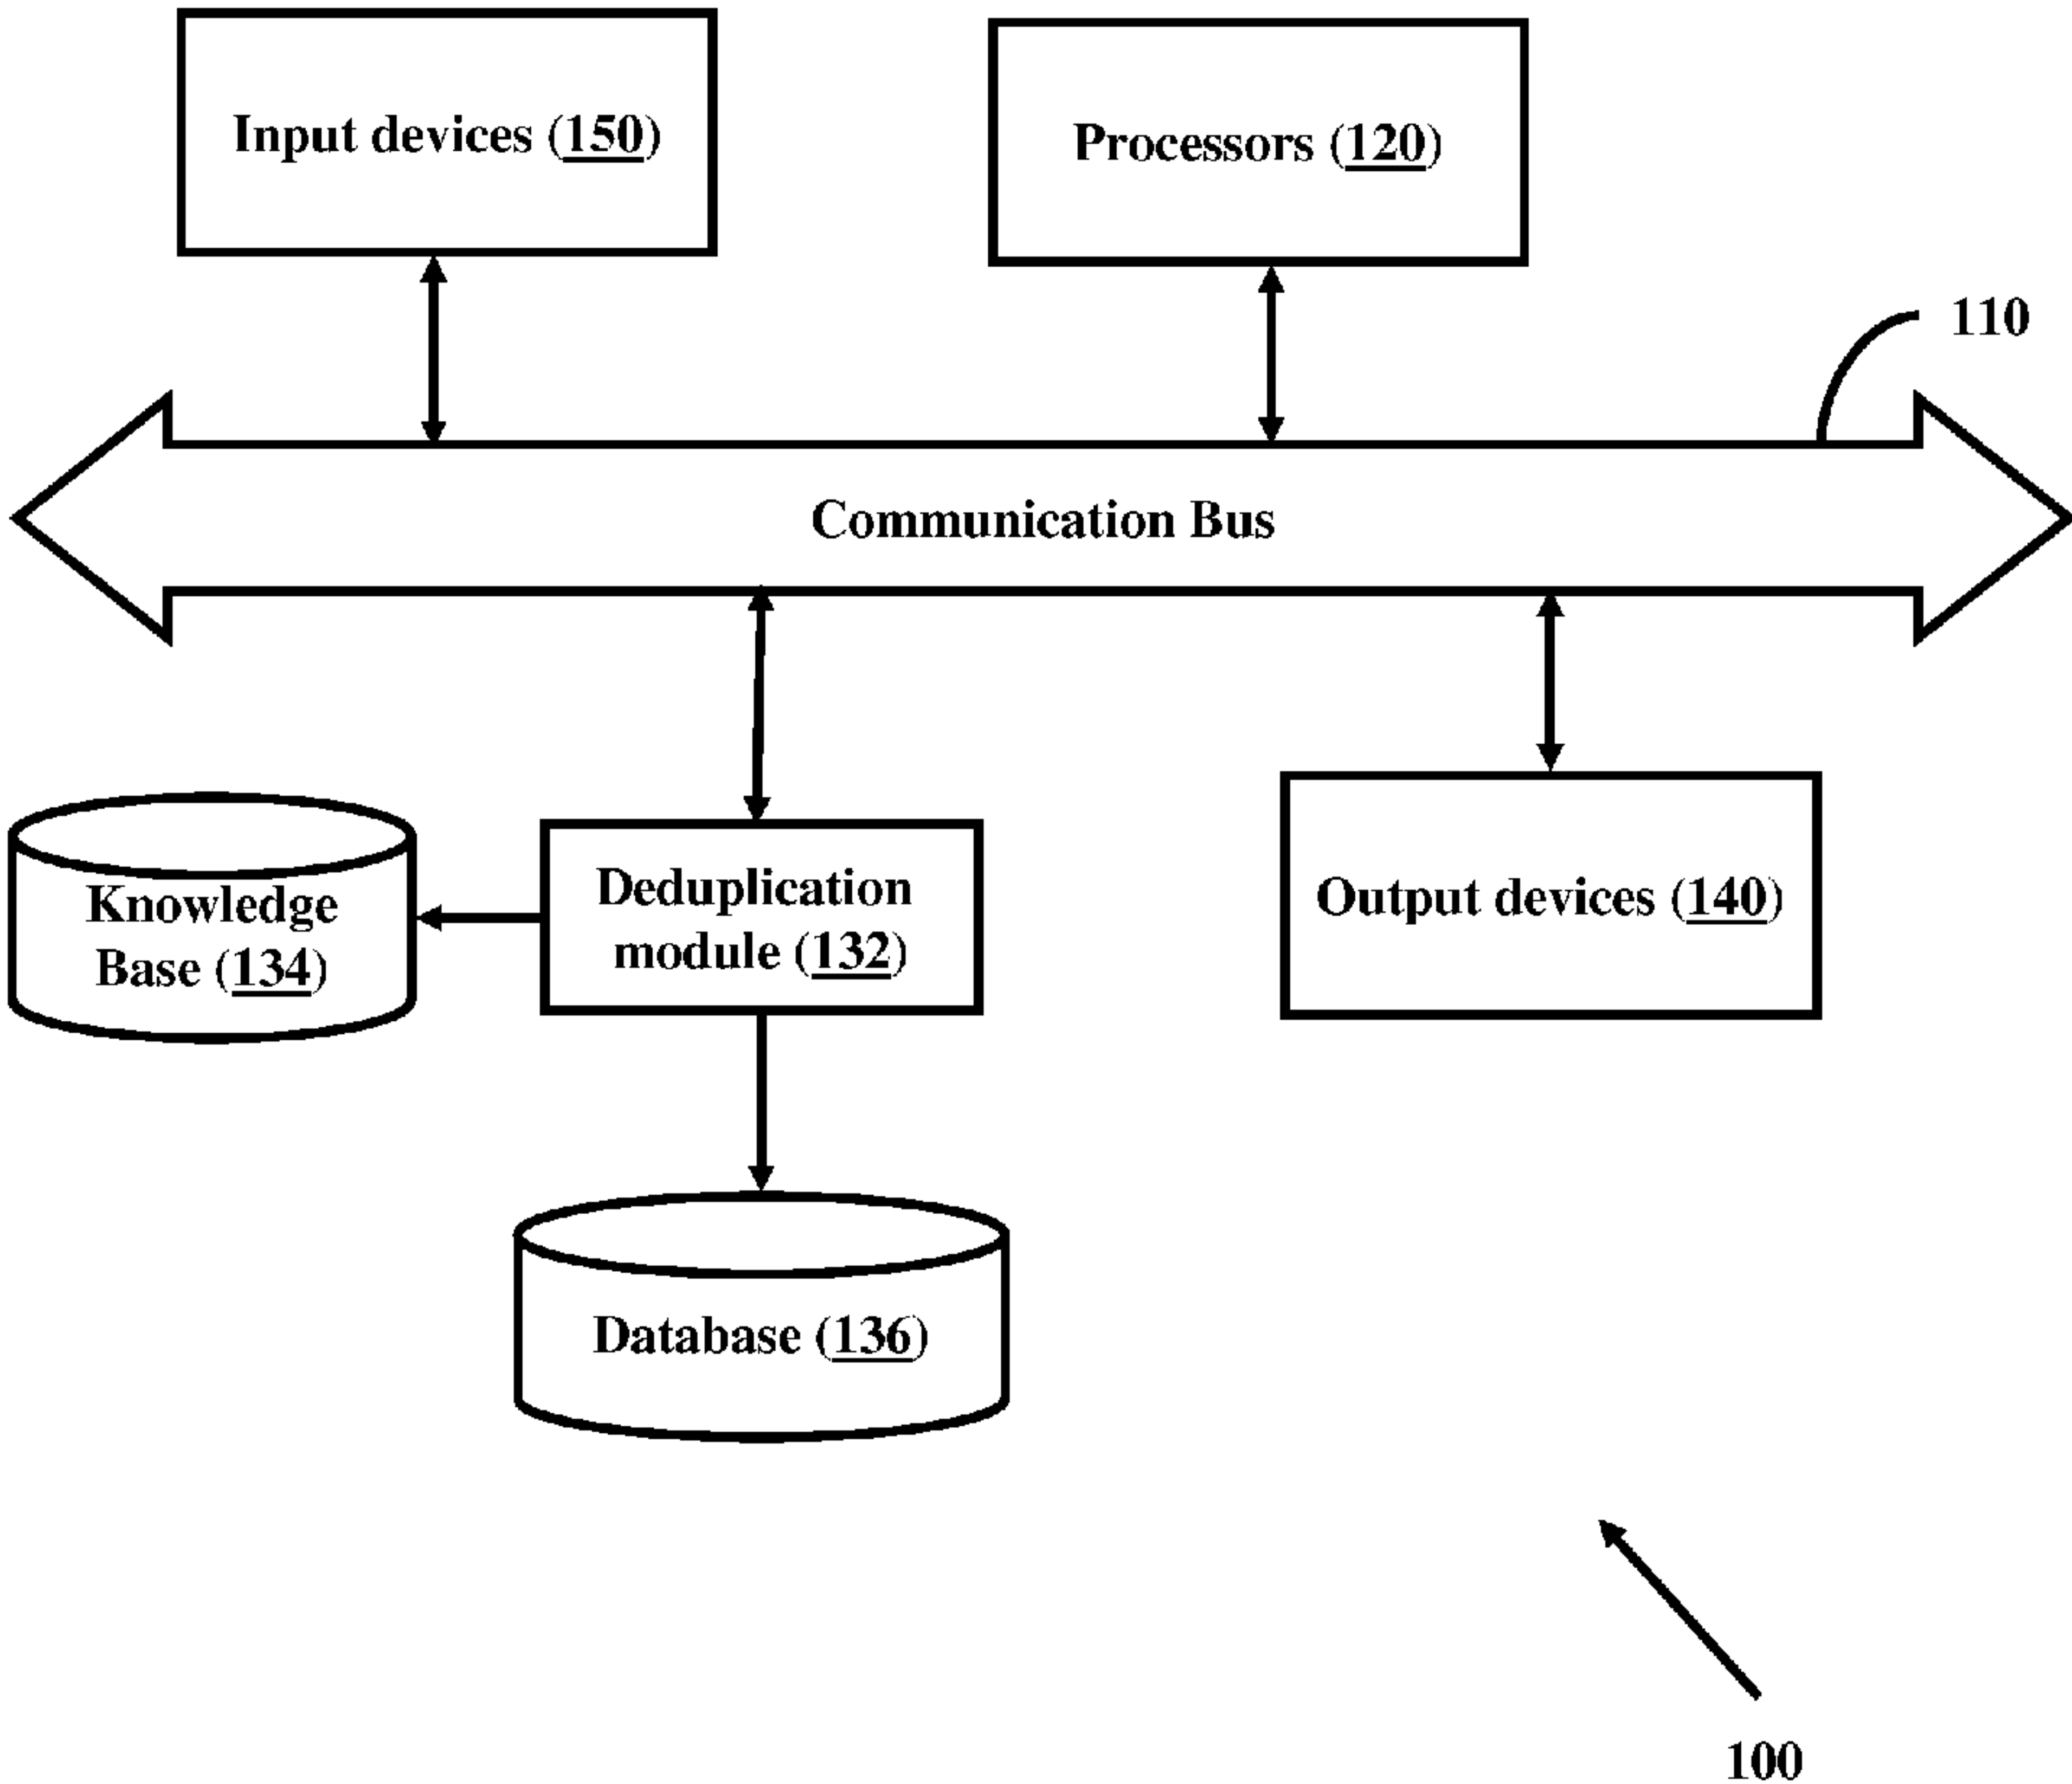 Input devices (150)
Processors (120)
110
Communication Bus
Knowledge
Base (134)
Deduplication
module (132)
Output devices (140)
Database (136)
100